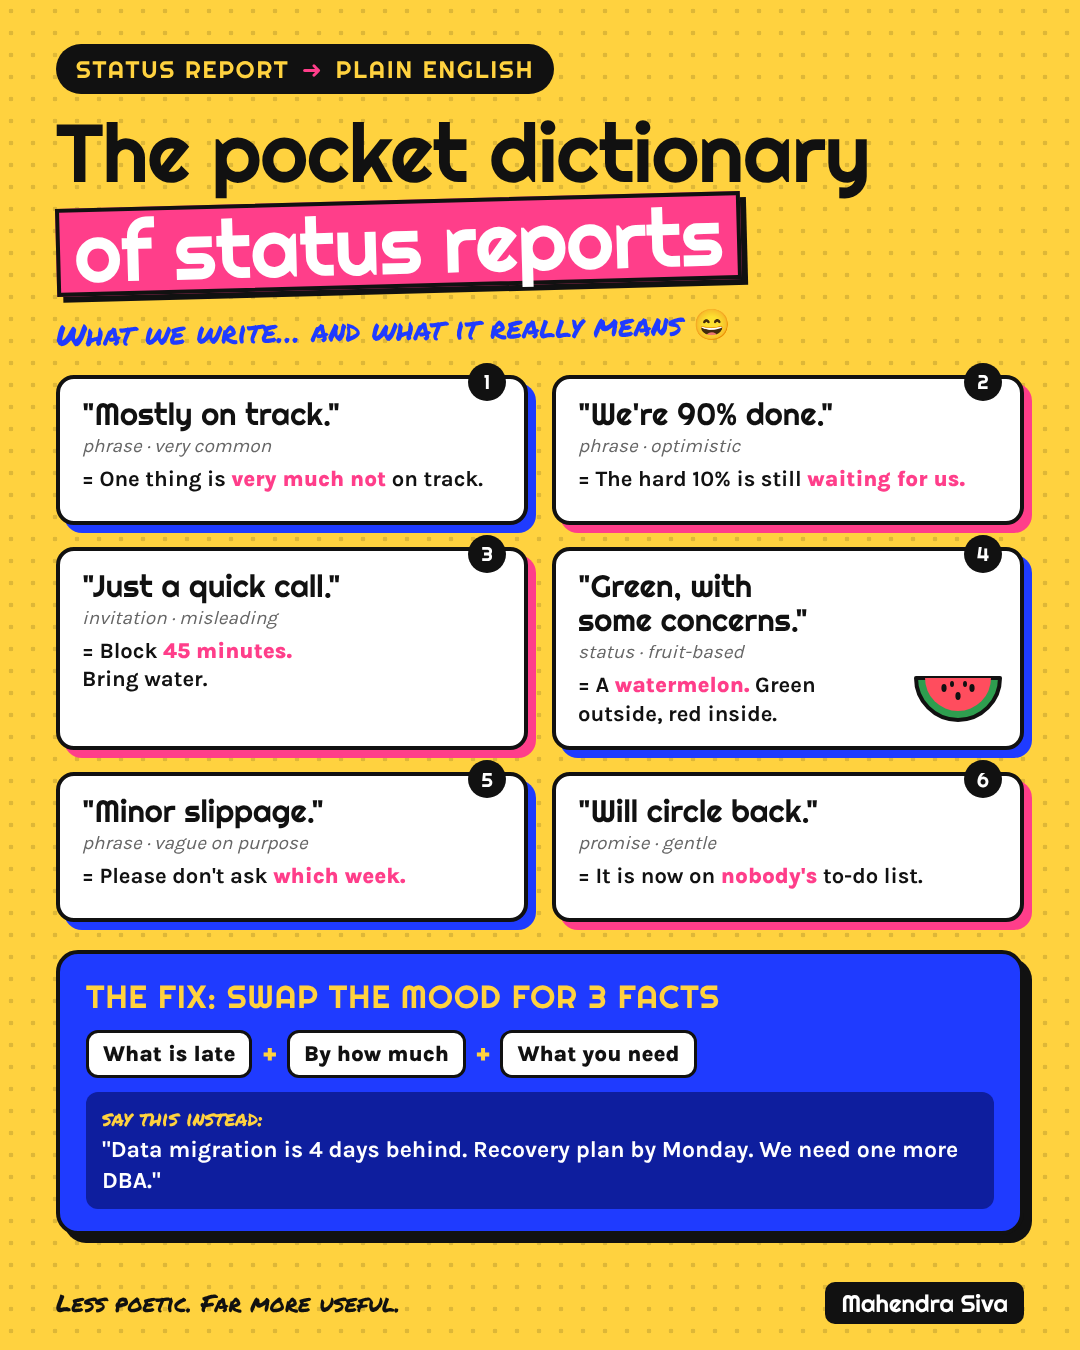 STATUS REPORT → PLAIN ENGLISH
The pocket dictionary
of status reports
What we write... and what it really means 😄
1
"Mostly on track."
phrase · very common
= One thing is very much not on track.
2
"We're 90% done."
phrase · optimistic
= The hard 10% is still waiting for us.
3
"Just a quick call."
invitation · misleading
= Block 45 minutes.
Bring water.
4
"Green, with
some concerns."
status · fruit-based
= A watermelon. Green
outside, red inside.
5
"Minor slippage."
phrase · vague on purpose
= Please don't ask which week.
6
"Will circle back."
promise · gentle
= It is now on nobody's to-do list.
THE FIX: SWAP THE MOOD FOR 3 FACTS
What is late + By how much + What you need
say this instead:
"Data migration is 4 days behind. Recovery plan by Monday. We need one more
DBA."
Less poetic. Far more useful.
Mahendra Siva